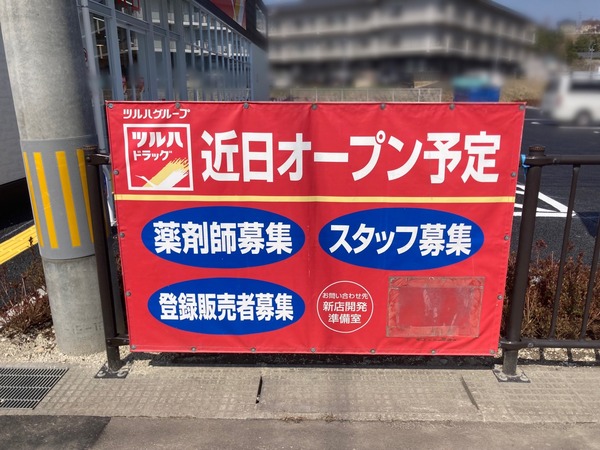 ツルハグループ
ツルハ
ドラッグ
近日オープン予定
薬剤師募集
スタッフ募集
登録販売者募集
お問い合わせ先
新店開発
準備室